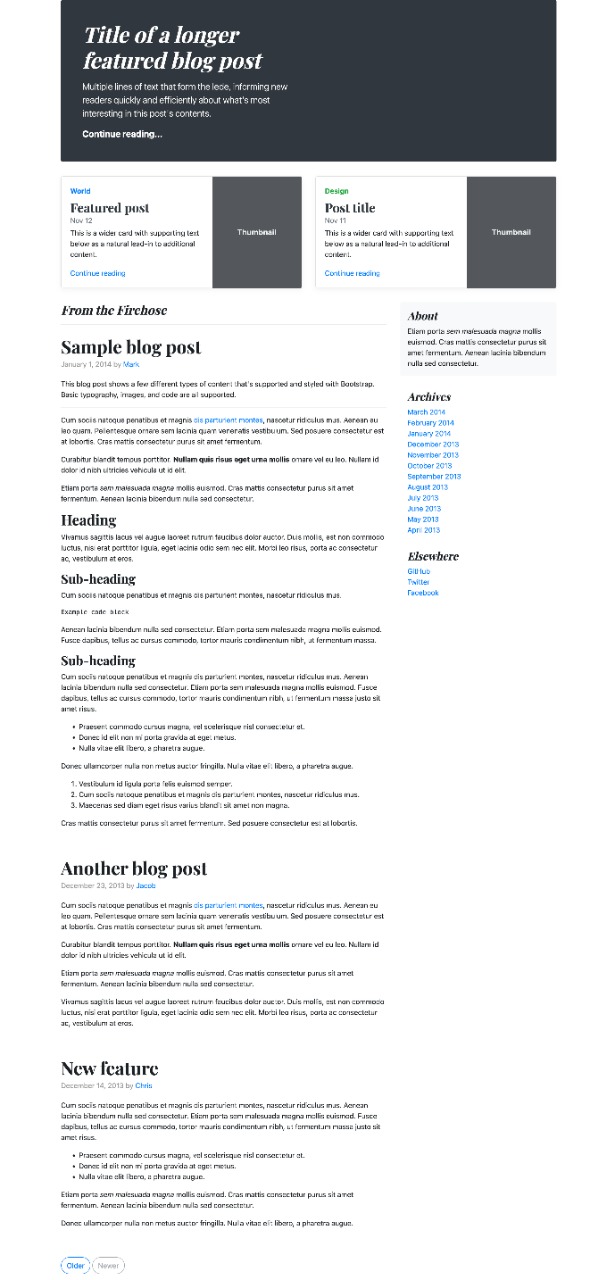 Title of a longer
featured blog post
Multiple lines of text that form the lede, informing new
readers quickly and efficiently about what's most
interesting in this post's contents.
Continue reading...
World
Featured post
Nov 12
This is a wider card with supporting text
below as a natural lead-in to additional
content.
Continue reading
Thumbnail
Design
Post title
Nov 11
This is a wider card with supporting text
below as a natural lead-in to additional
content.
Continue reading
Thumbnail
From the Firehose
Sample blog post
January 1, 2014 by Mark
This blog post shows a few different types of content that's supported and styled with Bootstrap.
Basic typography, images, and code are all supported.
Cum sociis natoque penatibus et magnis dis parturient montes, nascetur ridiculus mus. Aenean eu
leo quam. Pellentesque ornare sem lacinia quam venenatis vestibulum. Sed posuere consectetur est
at lobortis. Cras mattis consectetur purus sit amet fermentum.
Curabitur blandit tempus porttitor. Nullam quis risus eget urna mollis ornare vel eu leo. Nullam id
dolor id nibh ultricies vehicula ut id elit.
Etiam porta sem malesuada magna mollis euismod. Cras mattis consectetur purus sit amet
fermentum. Aenean lacinia bibendum nulla sed consectetur.
Heading
Vivamus sagittis lacus vel augue laoreet rutrum faucibus dolor auctor. Duis mollis, est non commodo
luctus, nisi erat porttitor ligula, eget lacinia odio sem nec elit. Morbi leo risus, porta ac consectetur
ac, vestibulum at eros.
Sub-heading
Cum sociis natoque penatibus et magnis dis parturient montes, nascetur ridiculus mus.
Example code block
Aenean lacinia bibendum nulla sed consectetur. Etiam porta sem malesuada magna mollis euismod.
Fusce dapibus, tellus ac cursus commodo, tortor mauris condimentum nibh, ut fermentum massa.
Sub-heading
Cum sociis natoque penatibus et magnis dis parturient montes, nascetur ridiculus mus. Aenean
lacinia bibendum nulla sed consectetur. Etiam porta sem malesuada magna mollis euismod. Fusce
dapibus, tellus ac cursus commodo, tortor mauris condimentum nibh, ut fermentum massa justo sit
amet risus.
• Praesent commodo cursus magna, vel scelerisque nisl consectetur et.
• Donec id elit non mi porta gravida at eget metus.
• Nulla vitae elit libero, a pharetra augue.
Donec ullamcorper nulla non metus auctor fringilla. Nulla vitae elit libero, a pharetra augue.
1. Vestibulum id ligula porta felis euismod semper.
2. Cum sociis natoque penatibus et magnis dis parturient montes, nascetur ridiculus mus.
3. Maecenas sed diam eget risus varius blandit sit amet non magna.
Cras mattis consectetur purus sit amet fermentum. Sed posuere consectetur est at lobortis.
Another blog post
December 23, 2013 by Jacob
Cum sociis natoque penatibus et magnis dis parturient montes, nascetur ridiculus mus. Aenean eu
leo quam. Pellentesque ornare sem lacinia quam venenatis vestibulum. Sed posuere consectetur est
at lobortis. Cras mattis consectetur purus sit amet fermentum.
Curabitur blandit tempus porttitor. Nullam quis risus eget urna mollis ornare vel eu leo. Nullam id
dolor id nibh ultricies vehicula ut id elit.
Etiam porta sem malesuada magna mollis euismod. Cras mattis consectetur purus sit amet
fermentum. Aenean lacinia bibendum nulla sed consectetur.
Vivamus sagittis lacus vel augue laoreet rutrum faucibus dolor auctor. Duis mollis, est non commodo
luctus, nisi erat porttitor ligula, eget lacinia odio sem nec elit. Morbi leo risus, porta ac consectetur
ac, vestibulum at eros.
New feature
December 14, 2013 by Chris
Cum sociis natoque penatibus et magnis dis parturient montes, nascetur ridiculus mus. Aenean
lacinia bibendum nulla sed consectetur. Etiam porta sem malesuada magna mollis euismod. Fusce
dapibus, tellus ac cursus commodo, tortor mauris condimentum nibh, ut fermentum massa justo sit
amet risus.
• Praesent commodo cursus magna, vel scelerisque nisl consectetur et.
• Donec id elit non mi porta gravida at eget metus.
• Nulla vitae elit libero, a pharetra augue.
Etiam porta sem malesuada magna mollis euismod. Cras mattis consectetur purus sit amet
fermentum. Aenean lacinia bibendum nulla sed consectetur.
Donec ullamcorper nulla non metus auctor fringilla. Nulla vitae elit libero, a pharetra augue.
Older
Newer
About
Etiam porta sem malesuada magna mollis
euismod. Cras mattis consectetur purus sit
amet fermentum. Aenean lacinia bibendum
nulla sed consectetur.
Archives
March 2014
February 2014
January 2014
December 2013
November 2013
October 2013
September 2013
August 2013
July 2013
June 2013
May 2013
April 2013
Elsewhere
GitHub
Twitter
Facebook